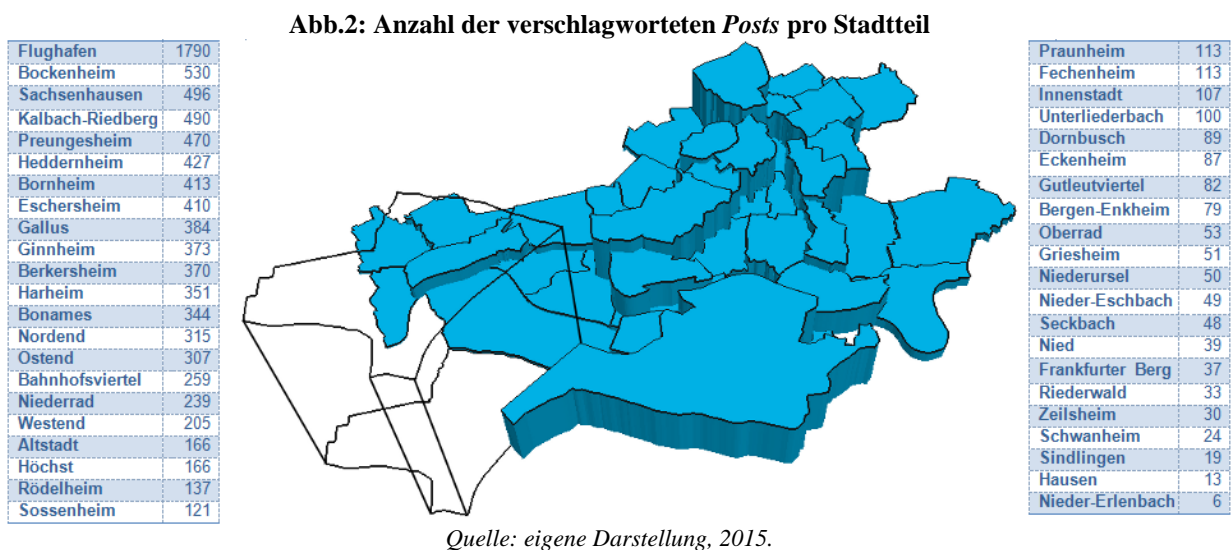 Abb.2: Anzahl der verschlagworteten Posts pro Stadtteil
Flughafen 1790
Bockenheim 530
Sachsenhausen 496
Kalbach-Riedberg 490
Preungesheim 470
Heddernheim 427
Bornheim 413
Eschersheim 410
Gallus 384
Ginnheim 373
Berkersheim 370
Harheim 351
Bonames 344
Nordend 315
Ostend 307
Bahnhofsviertel 259
Niederrad 239
Westend 205
Altstadt 166
Höchst 166
Rödelheim 137
Sossenheim 121
Praunheim 113
Fechenheim 113
Innenstadt 107
Unterliederbach 100
Dornbusch 89
Eckenheim 87
Gutleutviertel 82
Bergen-Enkheim 79
Oberrad 53
Griesheim 51
Niederursel 50
Nieder-Eschbach 49
Seckbach 48
Nied 39
Frankfurter Berg 37
Riederwald 33
Zeilsheim 30
Schwanheim 24
Sindlingen 19
Hausen 13
Nieder-Erlenbach 6
Quelle: eigene Darstellung, 2015.